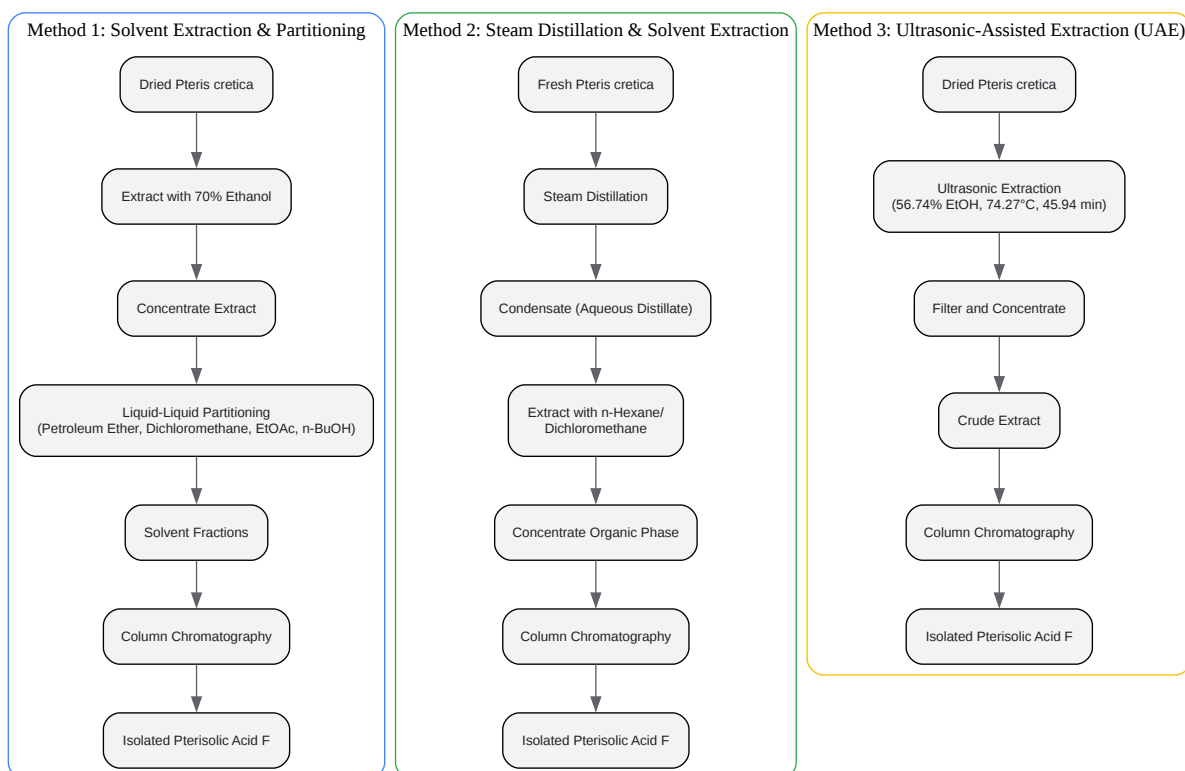 Method 1: Solvent Extraction & Partitioning
Dried Pteris cretica
Extract with 70% Ethanol
Concentrate Extract
Liquid-Liquid Partitioning
(Petroleum Ether, Dichloromethane, EtOAc, n-BuOH)
Solvent Fractions
Column Chromatography
Isolated Pterisolic Acid F
Method 2: Steam Distillation & Solvent Extraction
Fresh Pteris cretica
Steam Distillation
Condensate (Aqueous Distillate)
Extract with n-Hexane/
Dichloromethane
Concentrate Organic Phase
Column Chromatography
Isolated Pterisolic Acid F
Method 3: Ultrasonic-Assisted Extraction (UAE)
Dried Pteris cretica
Ultrasonic Extraction
(56.74% EtOH, 74.27°C, 45.94 min)
Filter and Concentrate
Crude Extract
Column Chromatography
Isolated Pterisolic Acid F